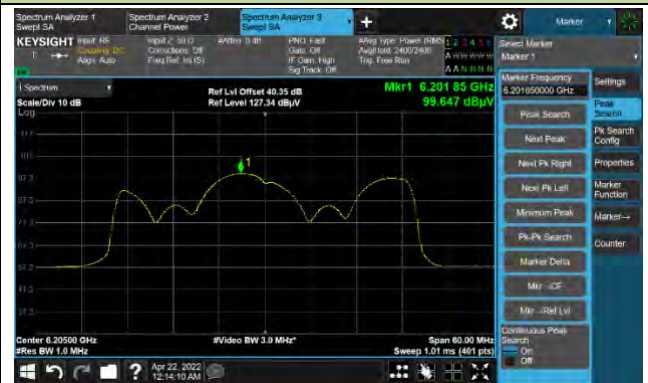 Spectrum Analyzer 1
Swept SA
Spectrum Analyzer 2
Channel Power
Spectrum Analyzer 3
Swept SA
Marker
KEYSIGHT
Input: RF
Coupling: DC
Align: Auto
Input Z: 50 Ω
Corrections: Off
Freq Ref: Int (S)
#Atten: 0 dB
PNO: Fast
Gate: Off
IF Gain: High
Sig Track: Off
#Avg Type: Power (RMS)
Avg|Hold: 2400/2400
Trig: Free Run
1 2 3 4 5 6
A W W W W W
A A N N N N
Select Marker
Marker 1
Marker Frequency
6.201850000 GHz
Settings
Peak Search
Next Peak
Next Pk Right
Next Pk Left
Minimum Peak
Pk-Pk Search
Marker Delta
Mkr→CF
Mkr→Ref Lvl
Continuous Peak Search
On
Off
Peak Search
Pk Search Config
Properties
Marker Function
Marker→
Counter
1 Spectrum
Scale/Div 10 dB
Log
Ref Lvl Offset 40.35 dB
Ref Level 127.34 dBµV
Mkr1 6.201 85 GHz
99.647 dBµV
1
Center 6.20500 GHz
#Res BW 1.0 MHz
#Video BW 3.0 MHz*
Span 60.00 MHz
Sweep 1.01 ms (401 pts)
Apr 22, 2022
12:14:10 AM